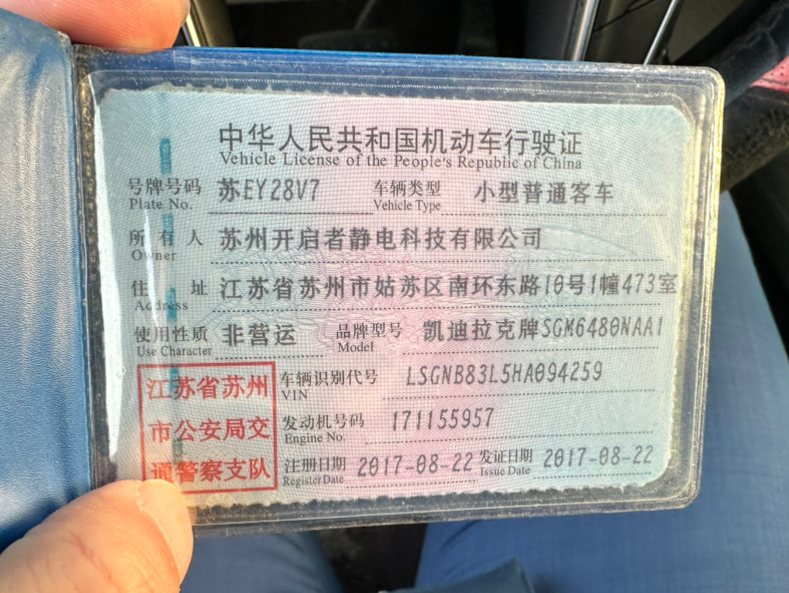 中华人民共和国机动车行驶证
Vehicle License of the People's Republic of China
号牌号码 苏EY28V7 车辆类型 小型普通客车
Plate No. Vehicle Type
所有人 苏州开启者静电科技有限公司
Owner
住址 江苏省苏州市姑苏区南环东路10号1幢473室
Address
使用性质 非营运 品牌型号 凯迪拉克牌SGM6480NAA1
Use Character Model
江苏省苏州
市公安局交
通警察支队
车辆识别代号 LSGNB83L5HA094259
VIN
发动机号码 171155957
Engine No.
注册日期 2017-08-22 发证日期 2017-08-22
Register Date Issue Date